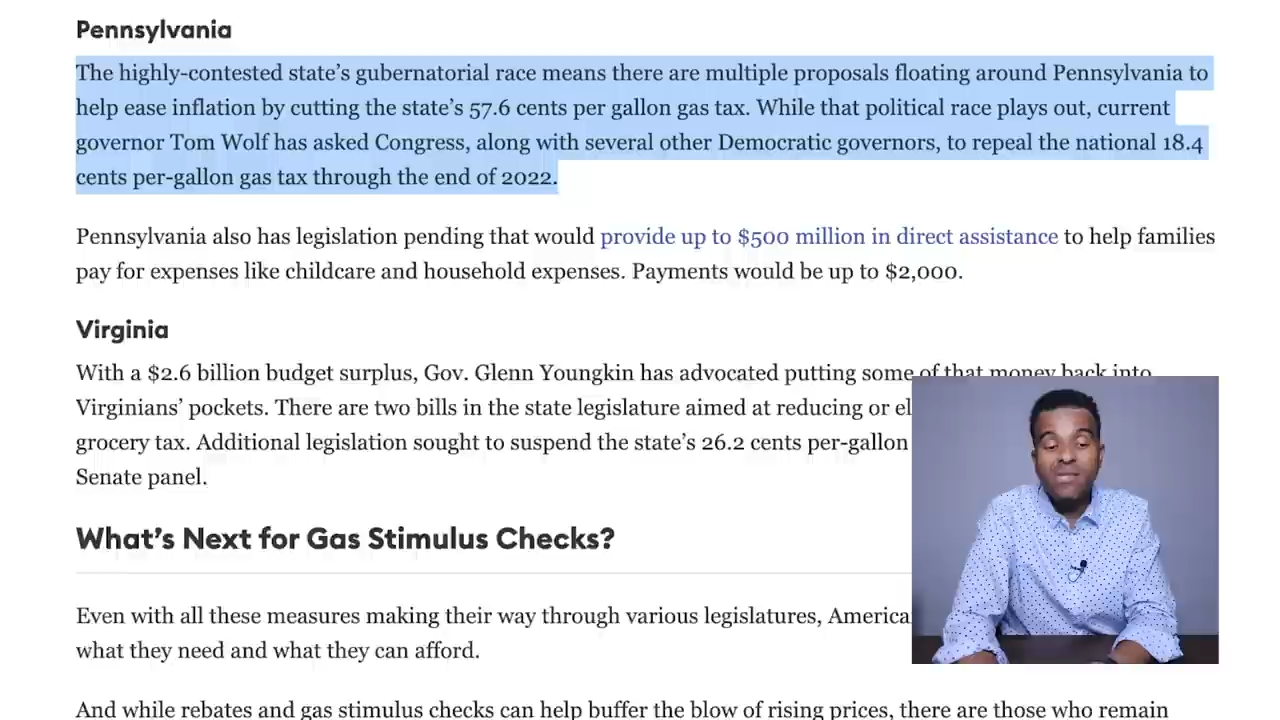 Pennsylvania
The highly-contested state’s gubernatorial race means there are multiple proposals floating around Pennsylvania to
help ease inflation by cutting the state’s 57.6 cents per gallon gas tax. While that political race plays out, current
governor Tom Wolf has asked Congress, along with several other Democratic governors, to repeal the national 18.4
cents per-gallon gas tax through the end of 2022.
Pennsylvania also has legislation pending that would provide up to $500 million in direct assistance to help families
pay for expenses like childcare and household expenses. Payments would be up to $2,000.
Virginia
With a $2.6 billion budget surplus, Gov. Glenn Youngkin has advocated putting some of that money back into
Virginians’ pockets. There are two bills in the state legislature aimed at reducing or
grocery tax. Additional legislation sought to suspend the state’s 26.2 cents per-gallon
Senate panel.
What’s Next for Gas Stimulus Checks?
Even with all these measures making their way through various legislatures,
what they need and what they can afford.
And while rebates and gas stimulus checks can help buffer the blow of rising prices, there are those who remain